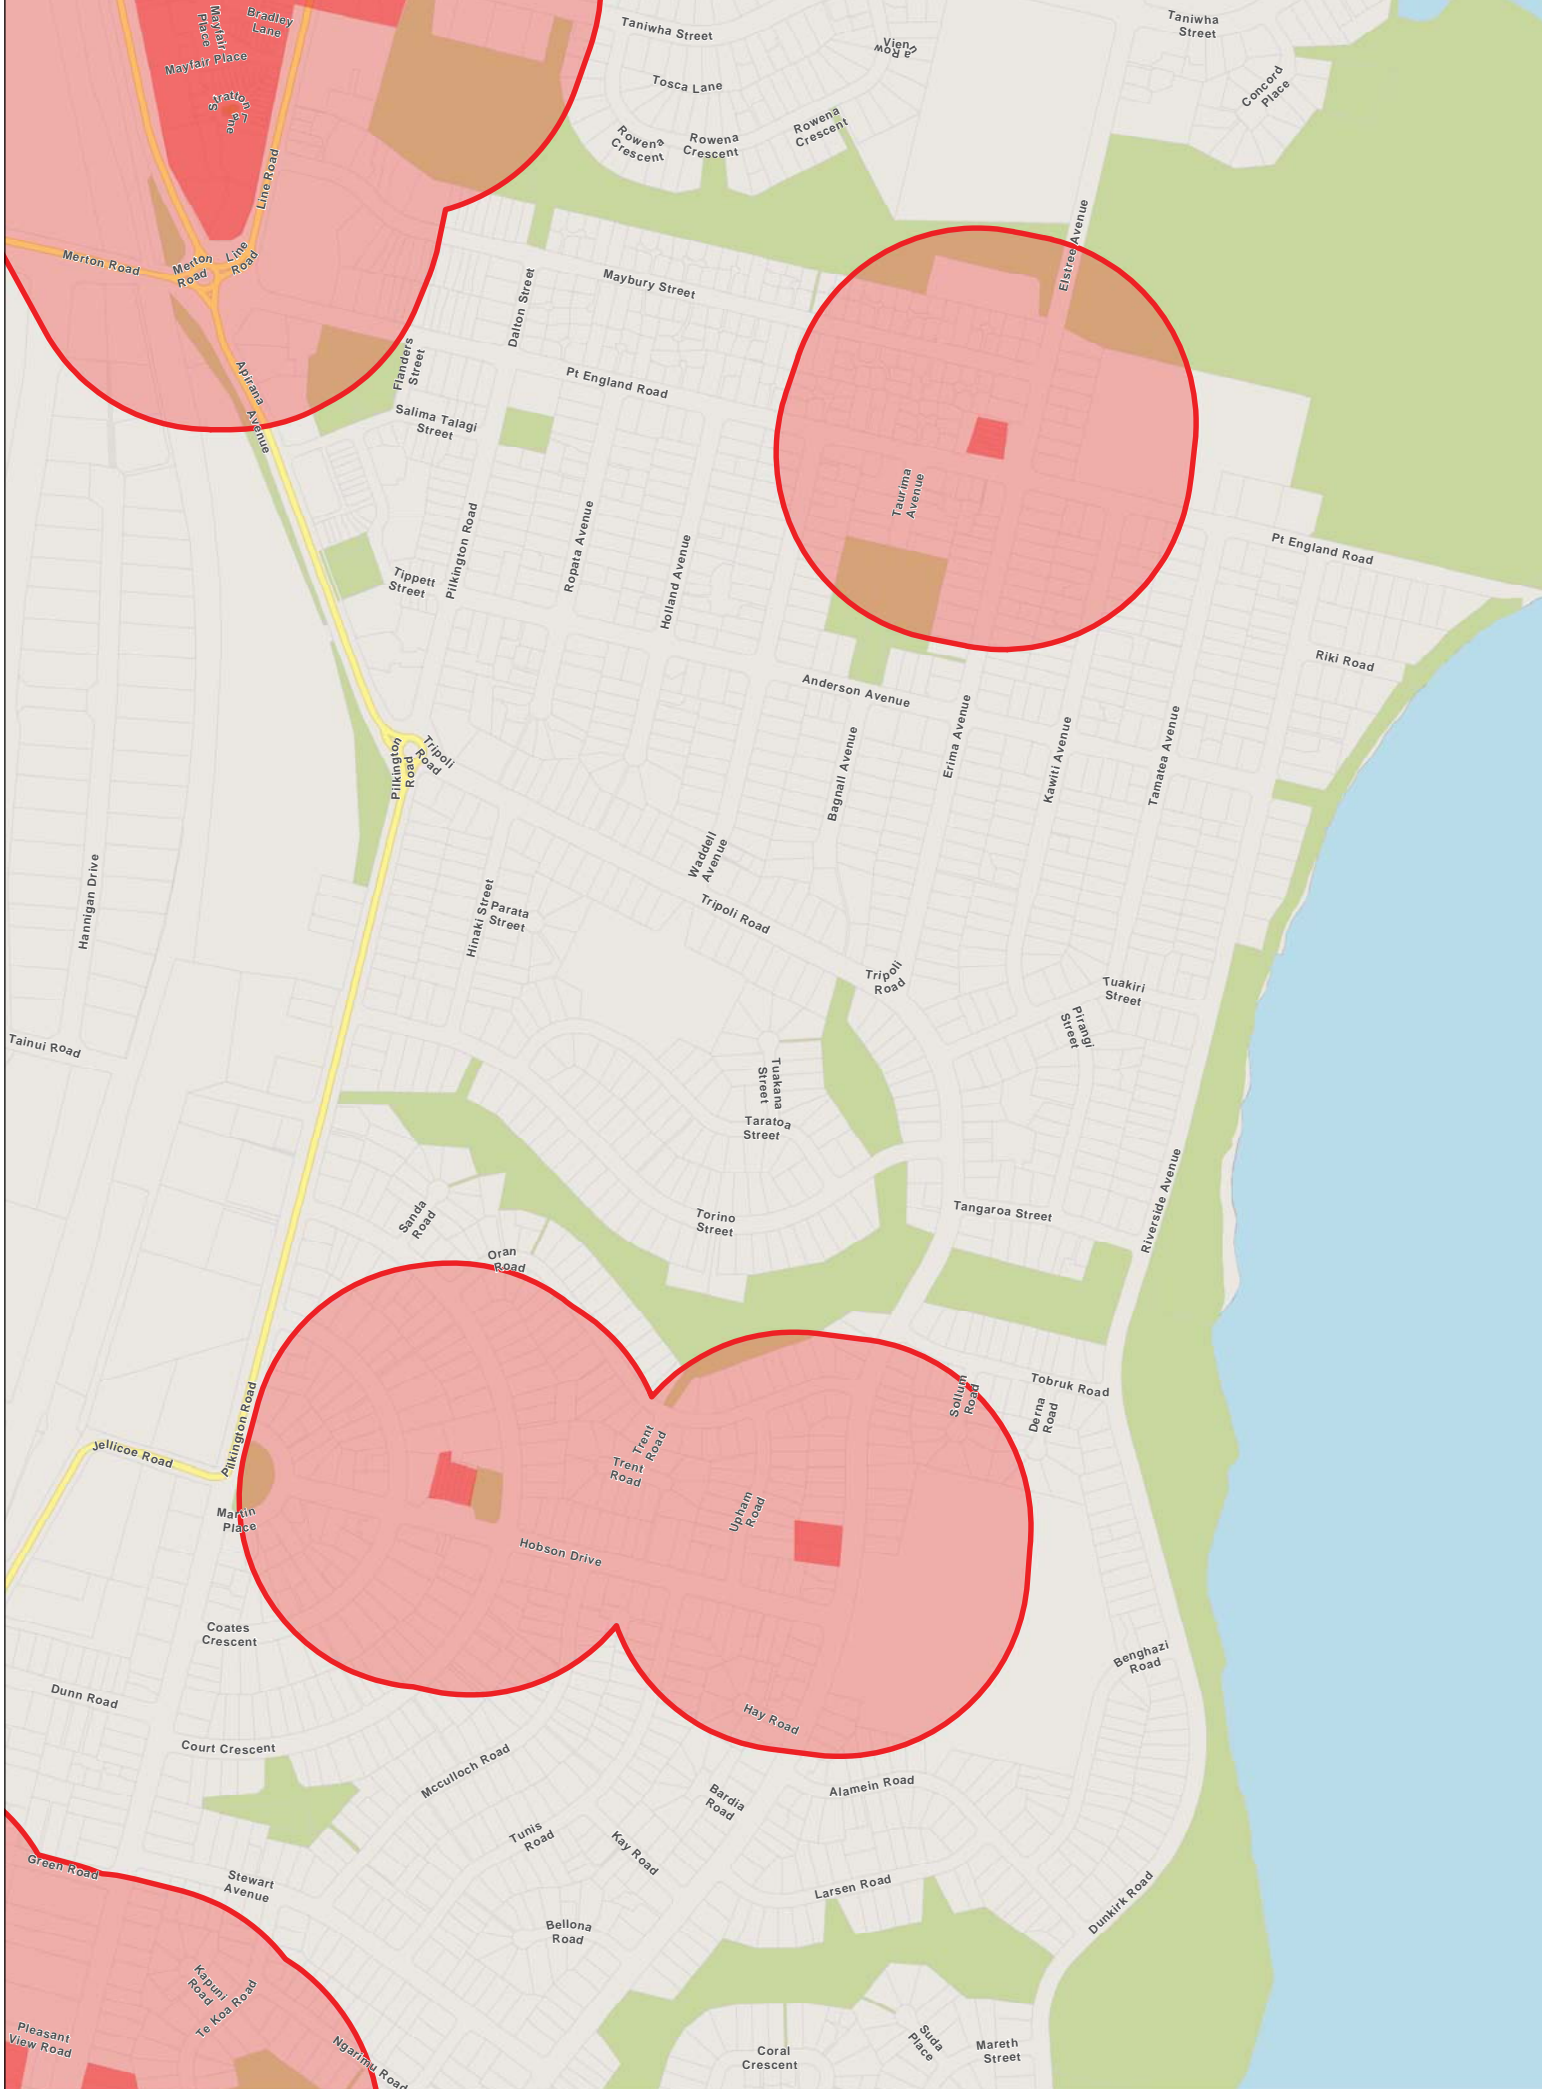 Mayfair
Place
Bradley
Lane
Mayfair Place
Stratton
Lane
Line Road
Taniwha Street
Vienna Row
Taniwha
Street
Tosca Lane
Concord
Place
Rowena
Crescent
Rowena
Crescent
Rowena
Crescent
Merton Road
Merton
Road
Line
Road
Elstree Avenue
Maybury Street
Dalton Street
Flanders
Street
Pt England Road
Apirana
Avenue
Salima Talagi
Street
Taurima
Avenue
Pt England Road
Pilkington Road
Ropata Avenue
Holland Avenue
Tippett
Street
Riki Road
Anderson Avenue
Erima Avenue
Kawiti Avenue
Tamatea Avenue
Bagnall Avenue
Pilkington
Road
Tripoli
Road
Waddell
Avenue
Hannigan Drive
Hinaki Street
Parata
Street
Tripoli Road
Tripoli
Road
Tuakiri
Street
Pirangi
Street
Tainui Road
Tuakana
Street
Taratoa
Street
Sanda
Road
Torino
Street
Tangaroa Street
Riverside Avenue
Oran
Road
Sollum
Road
Tobruk Road
Derna
Road
Pilkington Road
Jellicoe Road
Trent
Road
Trent
Road
Martin
Place
Upham
Road
Hobson Drive
Coates
Crescent
Benghazi
Road
Dunn Road
Hay Road
Court Crescent
Mcculloch Road
Bardia
Road
Alamein Road
Tunis
Road
Kay Road
Green Road
Stewart
Avenue
Larsen Road
Dunkirk Road
Bellona
Road
Kapuni
Road
Te Koa Road
Pleasant
View Road
Ngarimu Road
Coral
Crescent
Suda
Place
Mareth
Street